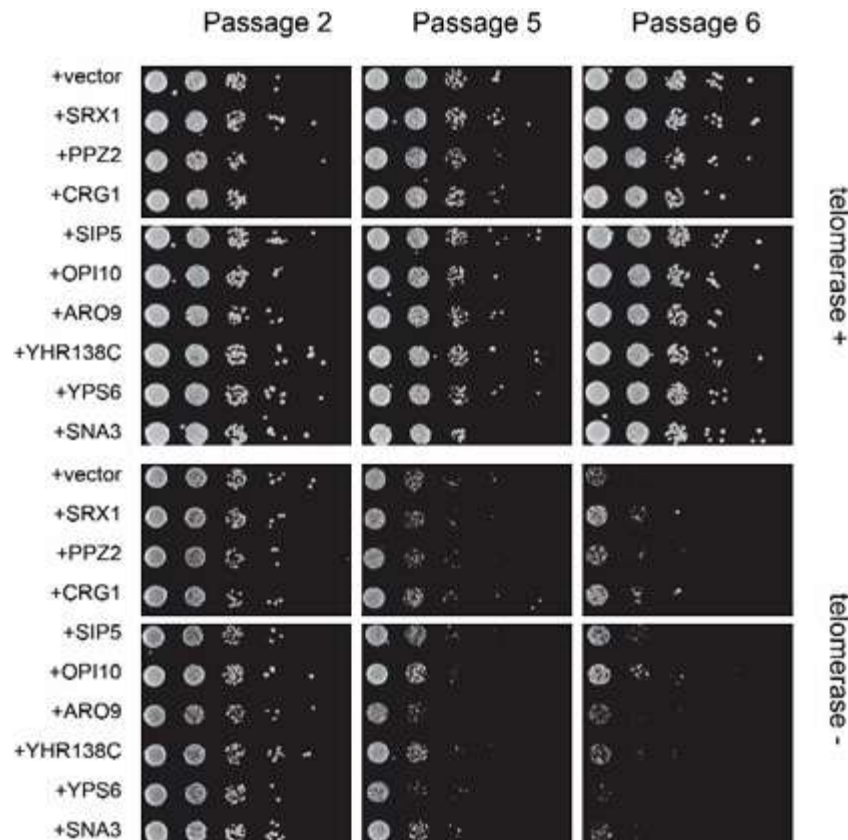 Passage 2 Passage 5 Passage 6
+vector
+SRX1
+PPZ2
+CRG1
+SIP5
+OPI10
+ARO9
+YHR138C
+YPS6
+SNA3
telomerase +
+vector
+SRX1
+PPZ2
+CRG1
+SIP5
+OPI10
+ARO9
+YHR138C
+YPS6
+SNA3
telomerase -